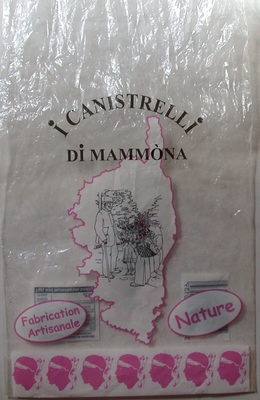 i CANISTRELLi
Di MAMMÒNA
Fabrication
Artisanale
Nature